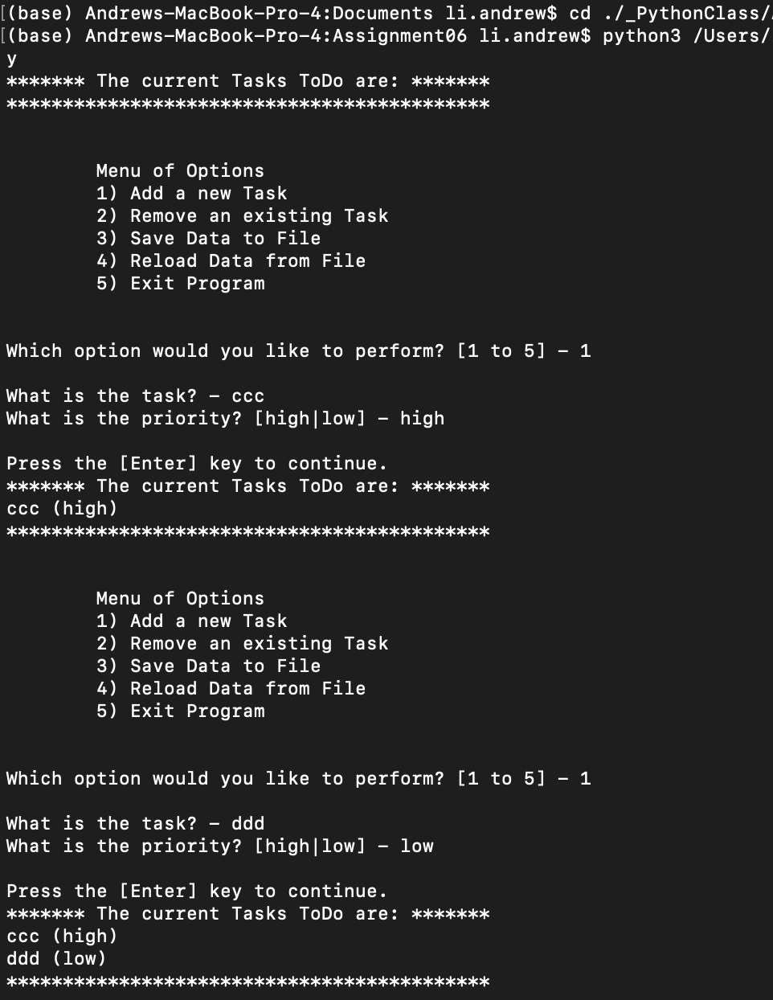 (base) Andrews-MacBook-Pro-4:Documents li.andrew$ cd ./_PythonClass/
(base) Andrews-MacBook-Pro-4:Assignment06 li.andrew$ python3 /Users/
y
******* The current Tasks ToDo are: *******
*******************************************
Menu of Options
1) Add a new Task
2) Remove an existing Task
3) Save Data to File
4) Reload Data from File
5) Exit Program
Which option would you like to perform? [1 to 5] – 1
What is the task? – ccc
What is the priority? [high|low] – high
Press the [Enter] key to continue.
******* The current Tasks ToDo are: *******
ccc (high)
*******************************************
Menu of Options
1) Add a new Task
2) Remove an existing Task
3) Save Data to File
4) Reload Data from File
5) Exit Program
Which option would you like to perform? [1 to 5] – 1
What is the task? – ddd
What is the priority? [high|low] – low
Press the [Enter] key to continue.
******* The current Tasks ToDo are: *******
ccc (high)
ddd (low)
*******************************************